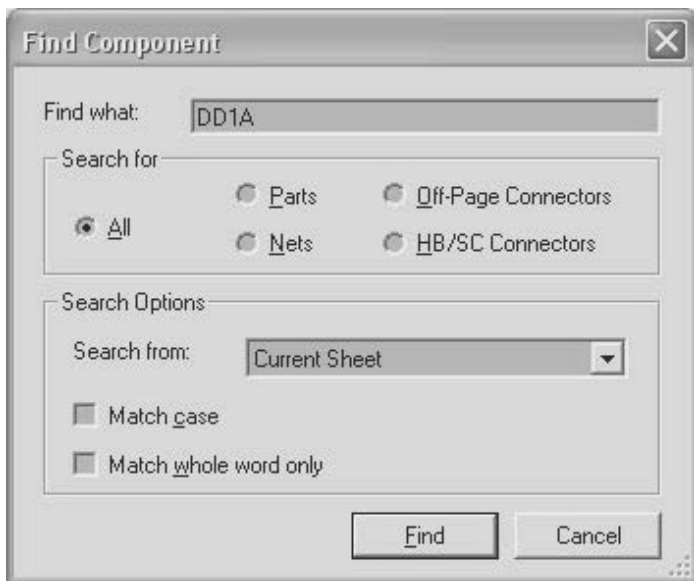 Find Component
Find what: DD1A
Search for
Parts Off-Page Connectors
All
Nets HB/SC Connectors
Search Options
Search from: Current Sheet
Match case
Match whole word only
Find Cancel